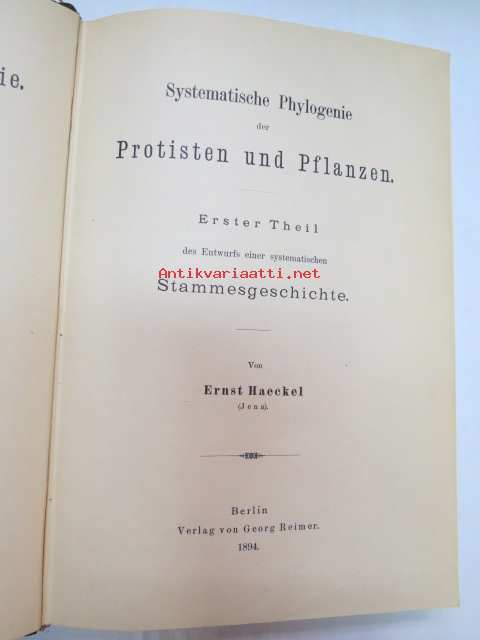 ie.
Systematische Phylogenie
der
Protisten und Pflanzen.
Erster Theil
des Entwurfs einer systematischen
Antikvariaatti.net
Stammesgeschichte.
Von
Ernst Haeckel
(Jena).
Berlin
Verlag von Georg Reimer.
1894.